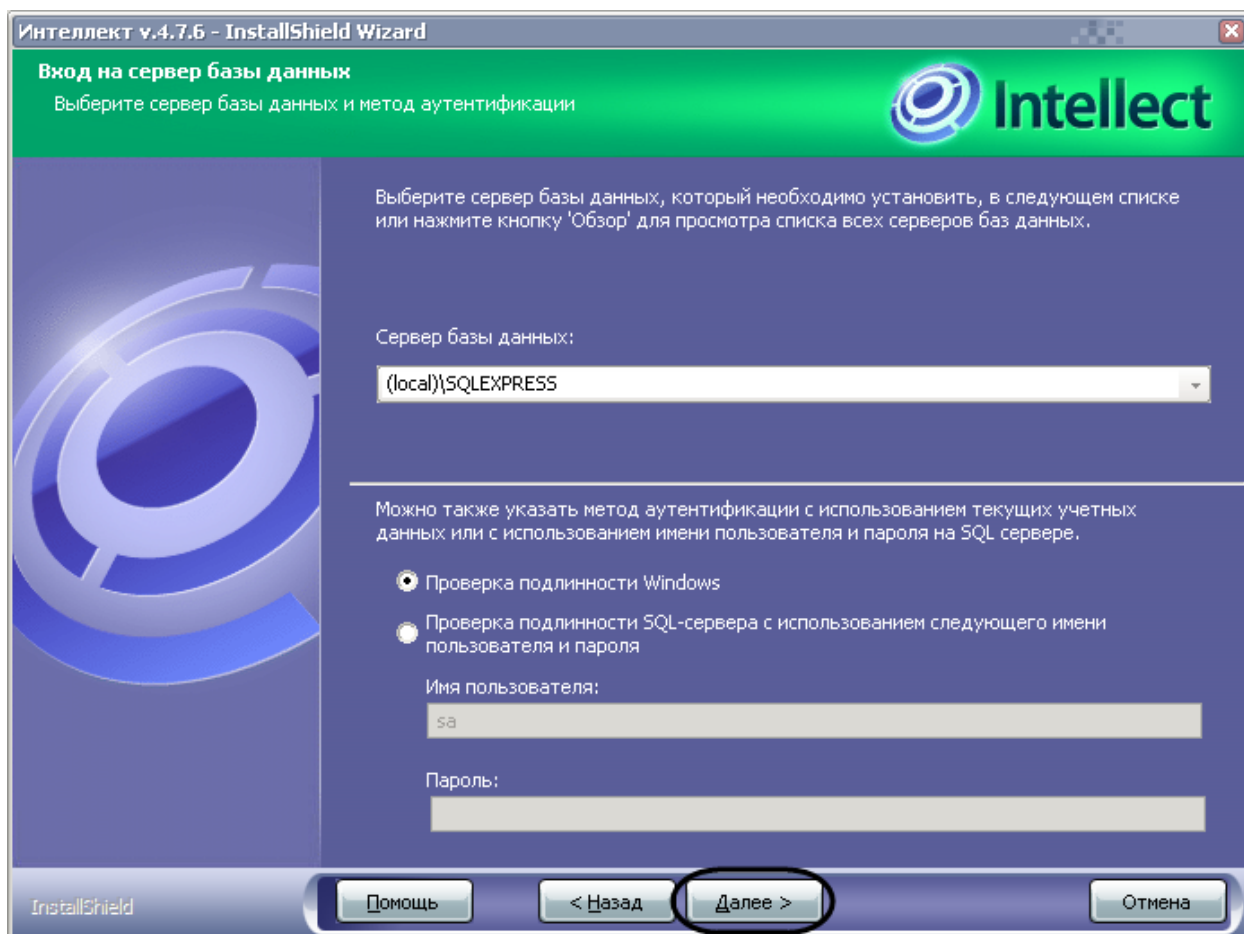 Интеллект v.4.7.6 - InstallShield Wizard
Вход на сервер базы данных
Выберите сервер базы данных и метод аутентификации
Intellect
Выберите сервер базы данных, который необходимо установить, в следующем списке
или нажмите кнопку 'Обзор' для просмотра списка всех серверов баз данных.
Сервер базы данных:
(local)\SQLEXPRESS
Можно также указать метод аутентификации с использованием текущих учетных
данных или с использованием имени пользователя и пароля на SQL сервере.
Проверка подлинности Windows
Проверка подлинности SQL-сервера с использованием следующего имени
пользователя и пароля
Имя пользователя:
sa
Пароль:
InstallShield
Помощь
< Назад
Далее >
Отмена